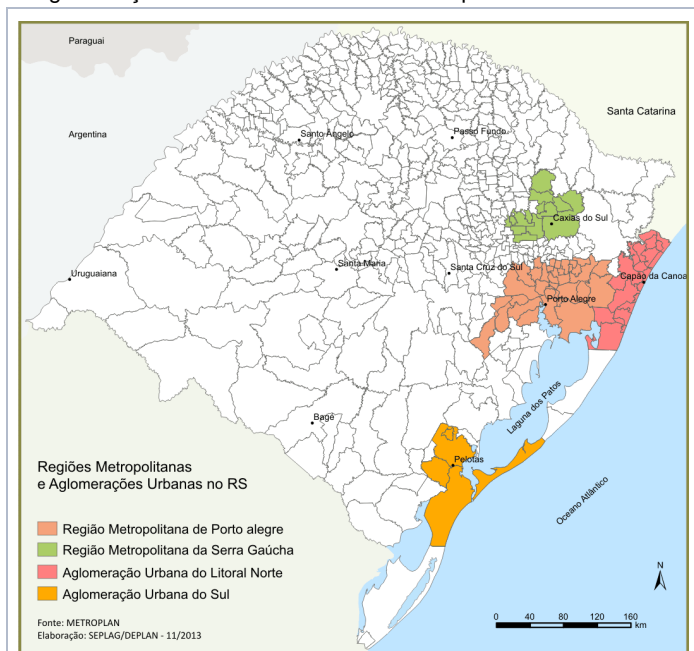 Paraguai
Santa Catarina
Argentina
Santo Ângelo
Passo Fundo
Caxias do Sul
Uruguaiana
Santa Maria
Santa Cruz do Sul
Capão da Canoa
Porto Alegre
Laguna dos Patos
Bagé
Pelotas
Oceano Atlântico
Regiões Metropolitanas
e Aglomerações Urbanas no RS
Região Metropolitana de Porto alegre
Região Metropolitana da Serra Gaúcha
Aglomeração Urbana do Litoral Norte
Aglomeração Urbana do Sul
Fonte: METROPLAN
Elaboração: SEPLAG/DEPLAN - 11/2013
N
0 40 80 120 160
km